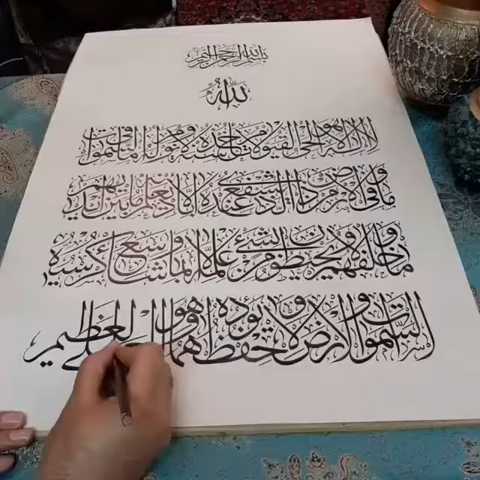 بسم الله الرحمن الرحيم
الله
لا إله إلا هو الحي القيوم لا تأخذه سنة ولا نوم له ما في السموات
وما في الأرض من ذا الذي يشفع عنده إلا بإذنه يعلم ما بين أيديهم
وما خلفهم ولا يحيطون بشيء من علمه إلا بما شاء وسع كرسيه
السموات والأرض ولا يؤوده حفظهما وهو العلي العظيم